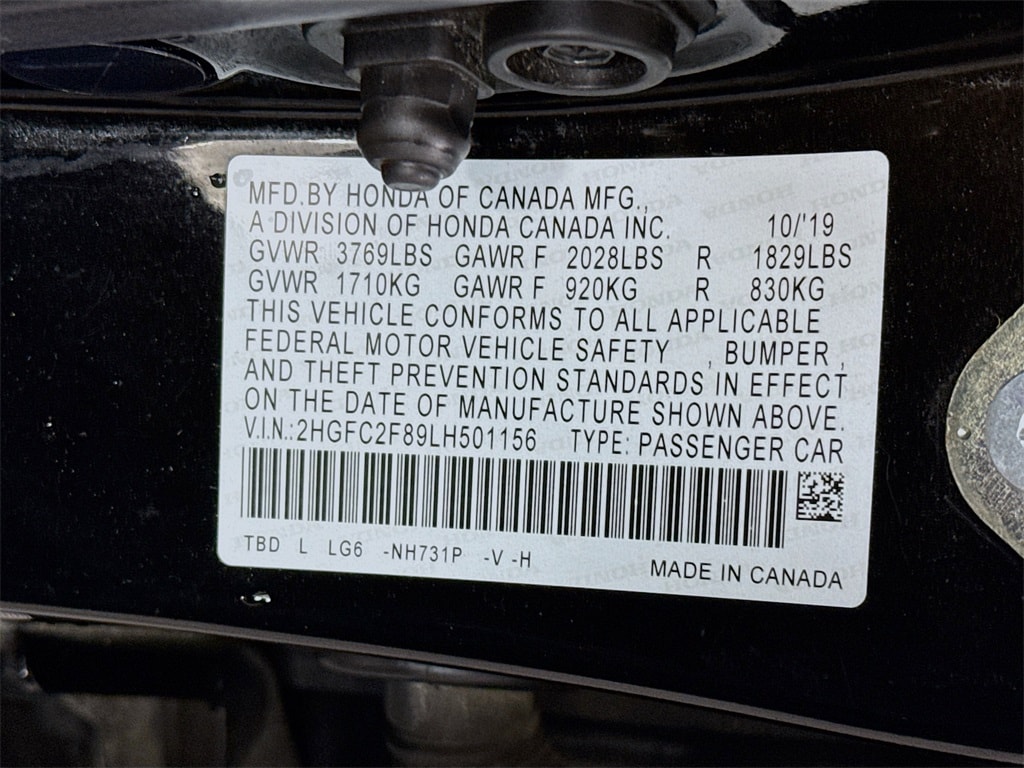 MFD.BY HONDA OF CANADA MFG.,
A DIVISION OF HONDA CANADA INC. 10/'19
GVWR 3769LBS GAWR F 2028LBS R 1829LBS
GVWR 1710KG GAWR F 920KG R 830KG
THIS VEHICLE CONFORMS TO ALL APPLICABLE
FEDERAL MOTOR VEHICLE SAFETY , BUMPER ,
AND THEFT PREVENTION STANDARDS IN EFFECT
ON THE DATE OF MANUFACTURE SHOWN ABOVE.
V.I.N.:2HGFC2F89LH501156 TYPE: PASSENGER CAR
TBD L LG6 -NH731P -V -H
MADE IN CANADA